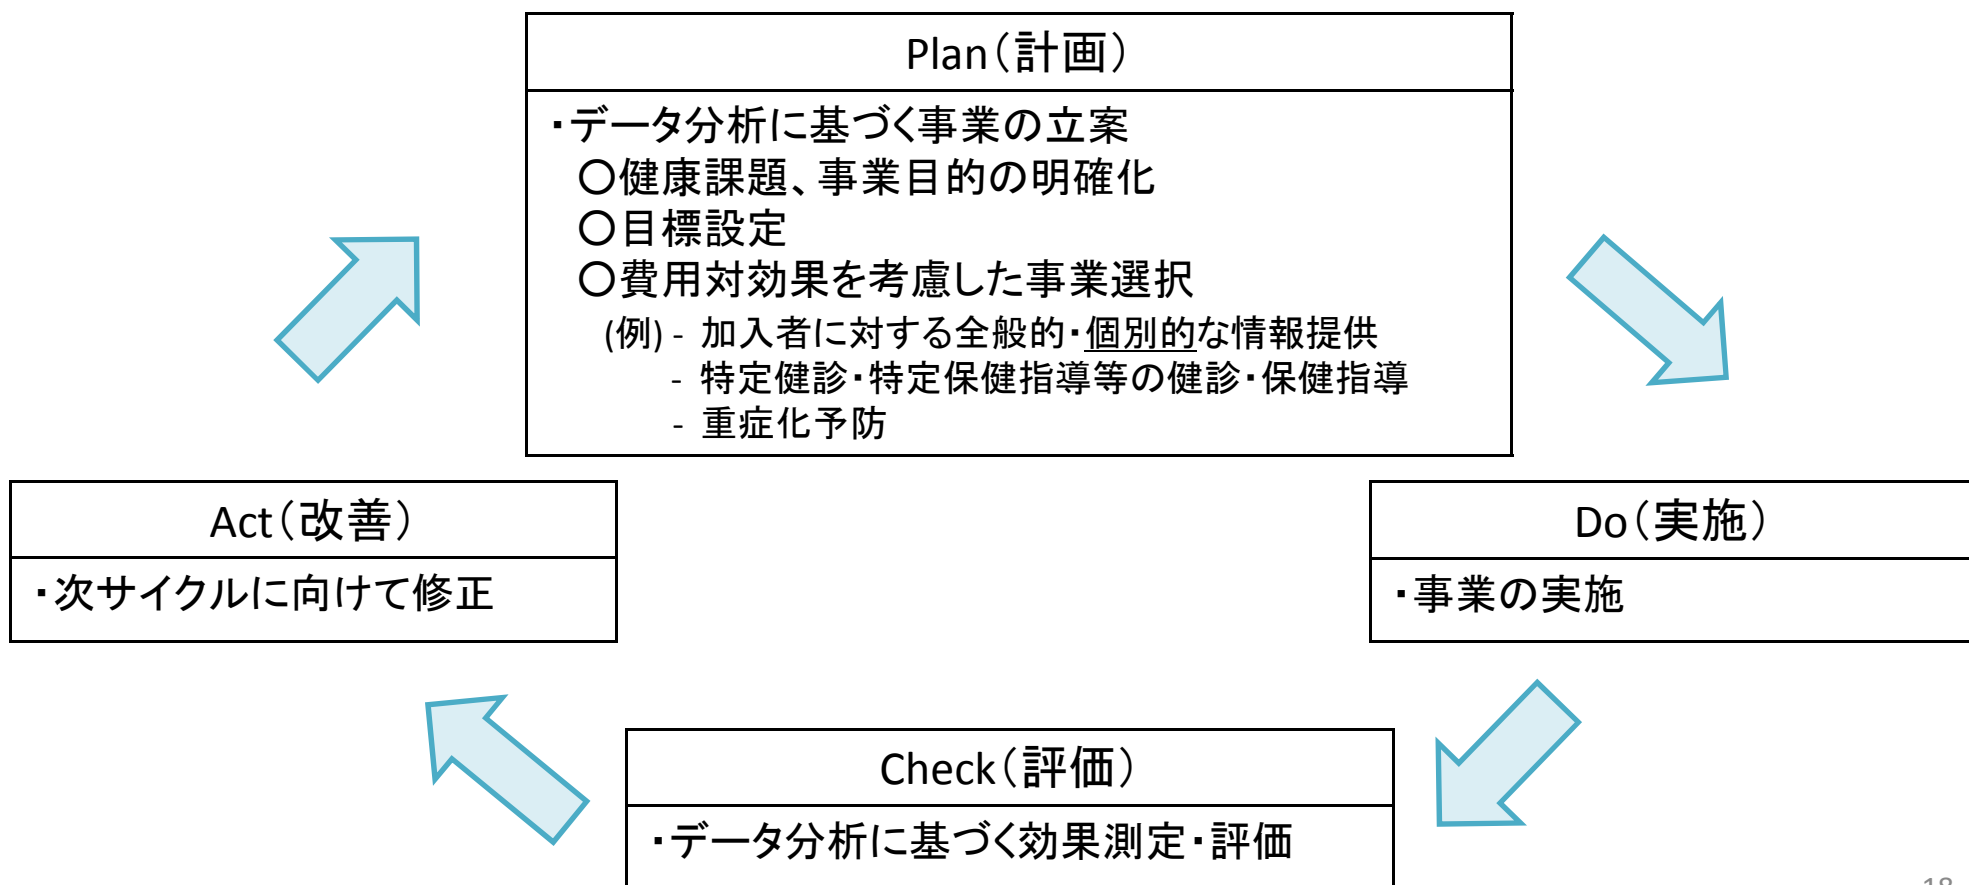 Plan（計画）
・データ分析に基づく事業の立案
○健康課題、事業目的の明確化
○目標設定
○費用対効果を考慮した事業選択
(例) - 加入者に対する全般的・個別的な情報提供
- 特定健診・特定保健指導等の健診・保健指導
- 重症化予防
Act（改善）
・次サイクルに向けて修正
Do（実施）
・事業の実施
Check（評価）
・データ分析に基づく効果測定・評価